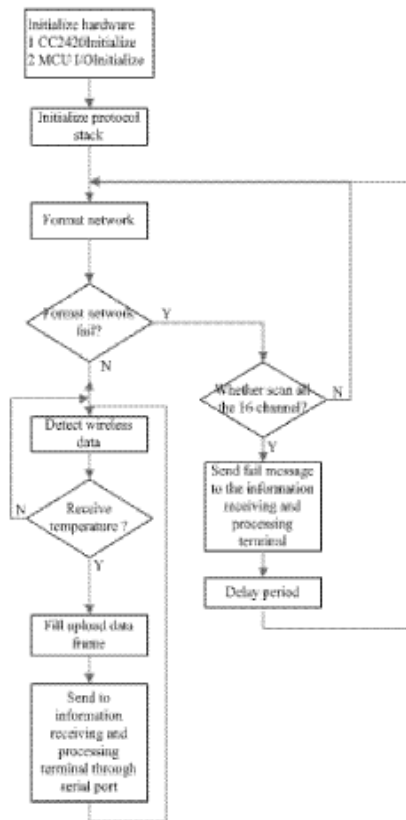 Initialize hardware
1 CC2420Initialize
2 MCU I/OInitialize
Initialize protocol
stack
Format network
Format network
fail?
Y
N
Whether scan all
the 16 channel?
N
Y
Detect wireless
data
Send fail message
to the information
receiving and
processing
terminal
N
Receive
temperature ?
Y
Delay period
Fill upload data
frame
Send to
information
receiving and
processing
terminal through
serial port